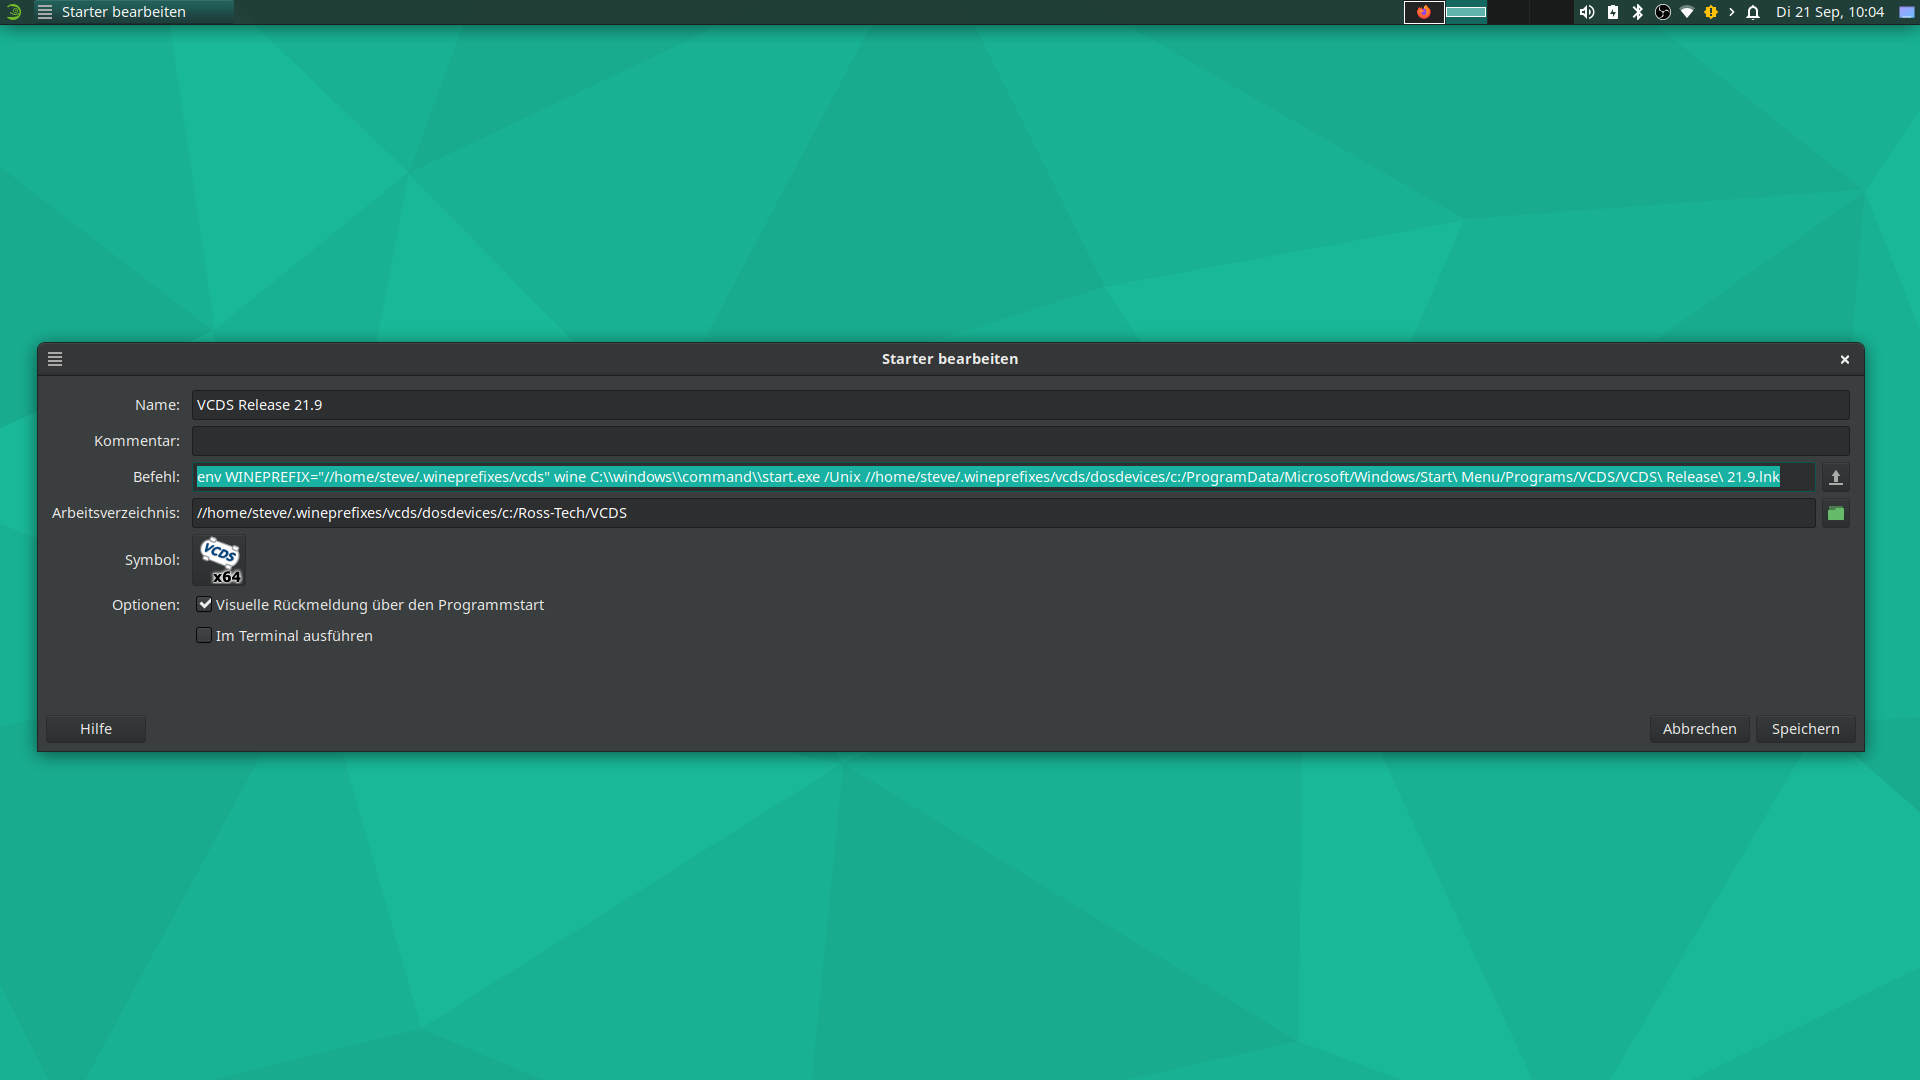 Starter bearbeiten
Di 21 Sep, 10:04
Starter bearbeiten
Name: VCDS Release 21.9
Kommentar:
Befehl: env WINEPREFIX="//home/steve/.wineprefixes/vcds" wine C:\\windows\\command\\start.exe /Unix //home/steve/.wineprefixes/vcds/dosdevices/c:/ProgramData/Microsoft/Windows/Start\ Menu/Programs/VCDS/VCDS\ Release\ 21.9.lnk
Arbeitsverzeichnis: //home/steve/.wineprefixes/vcds/dosdevices/c:/Ross-Tech/VCDS
Symbol: VCDS
x64
Optionen: Visuelle Rückmeldung über den Programmstart
Im Terminal ausführen
Hilfe Abbrechen Speichern